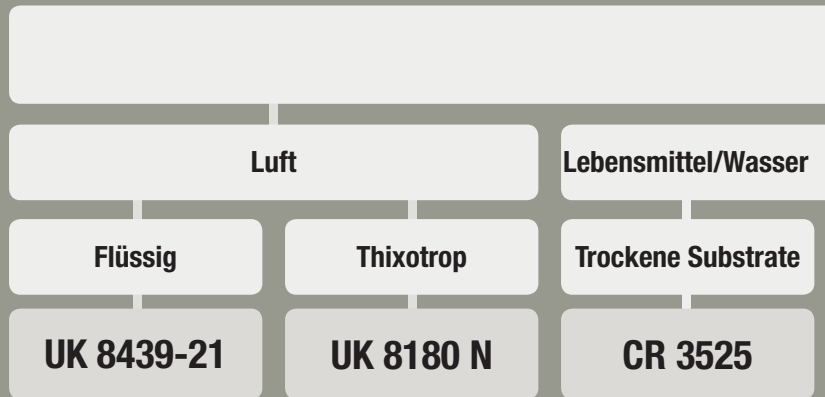 Luft
Lebensmittel/Wasser
Flüssig
Thixotrop
Trockene Substrate
UK 8439-21
UK 8180 N
CR 3525